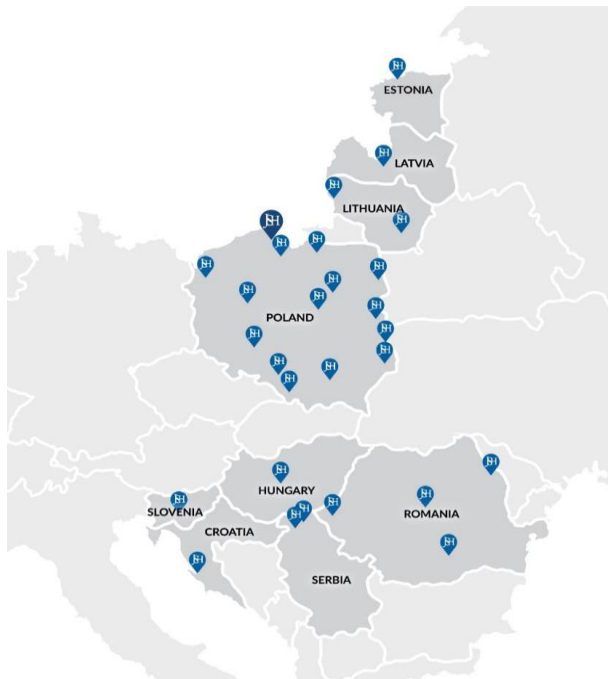 ESTONIA
LATVIA
LITHUANIA
POLAND
HUNGARY
SLOVENIA
ROMANIA
CROATIA
SERBIA